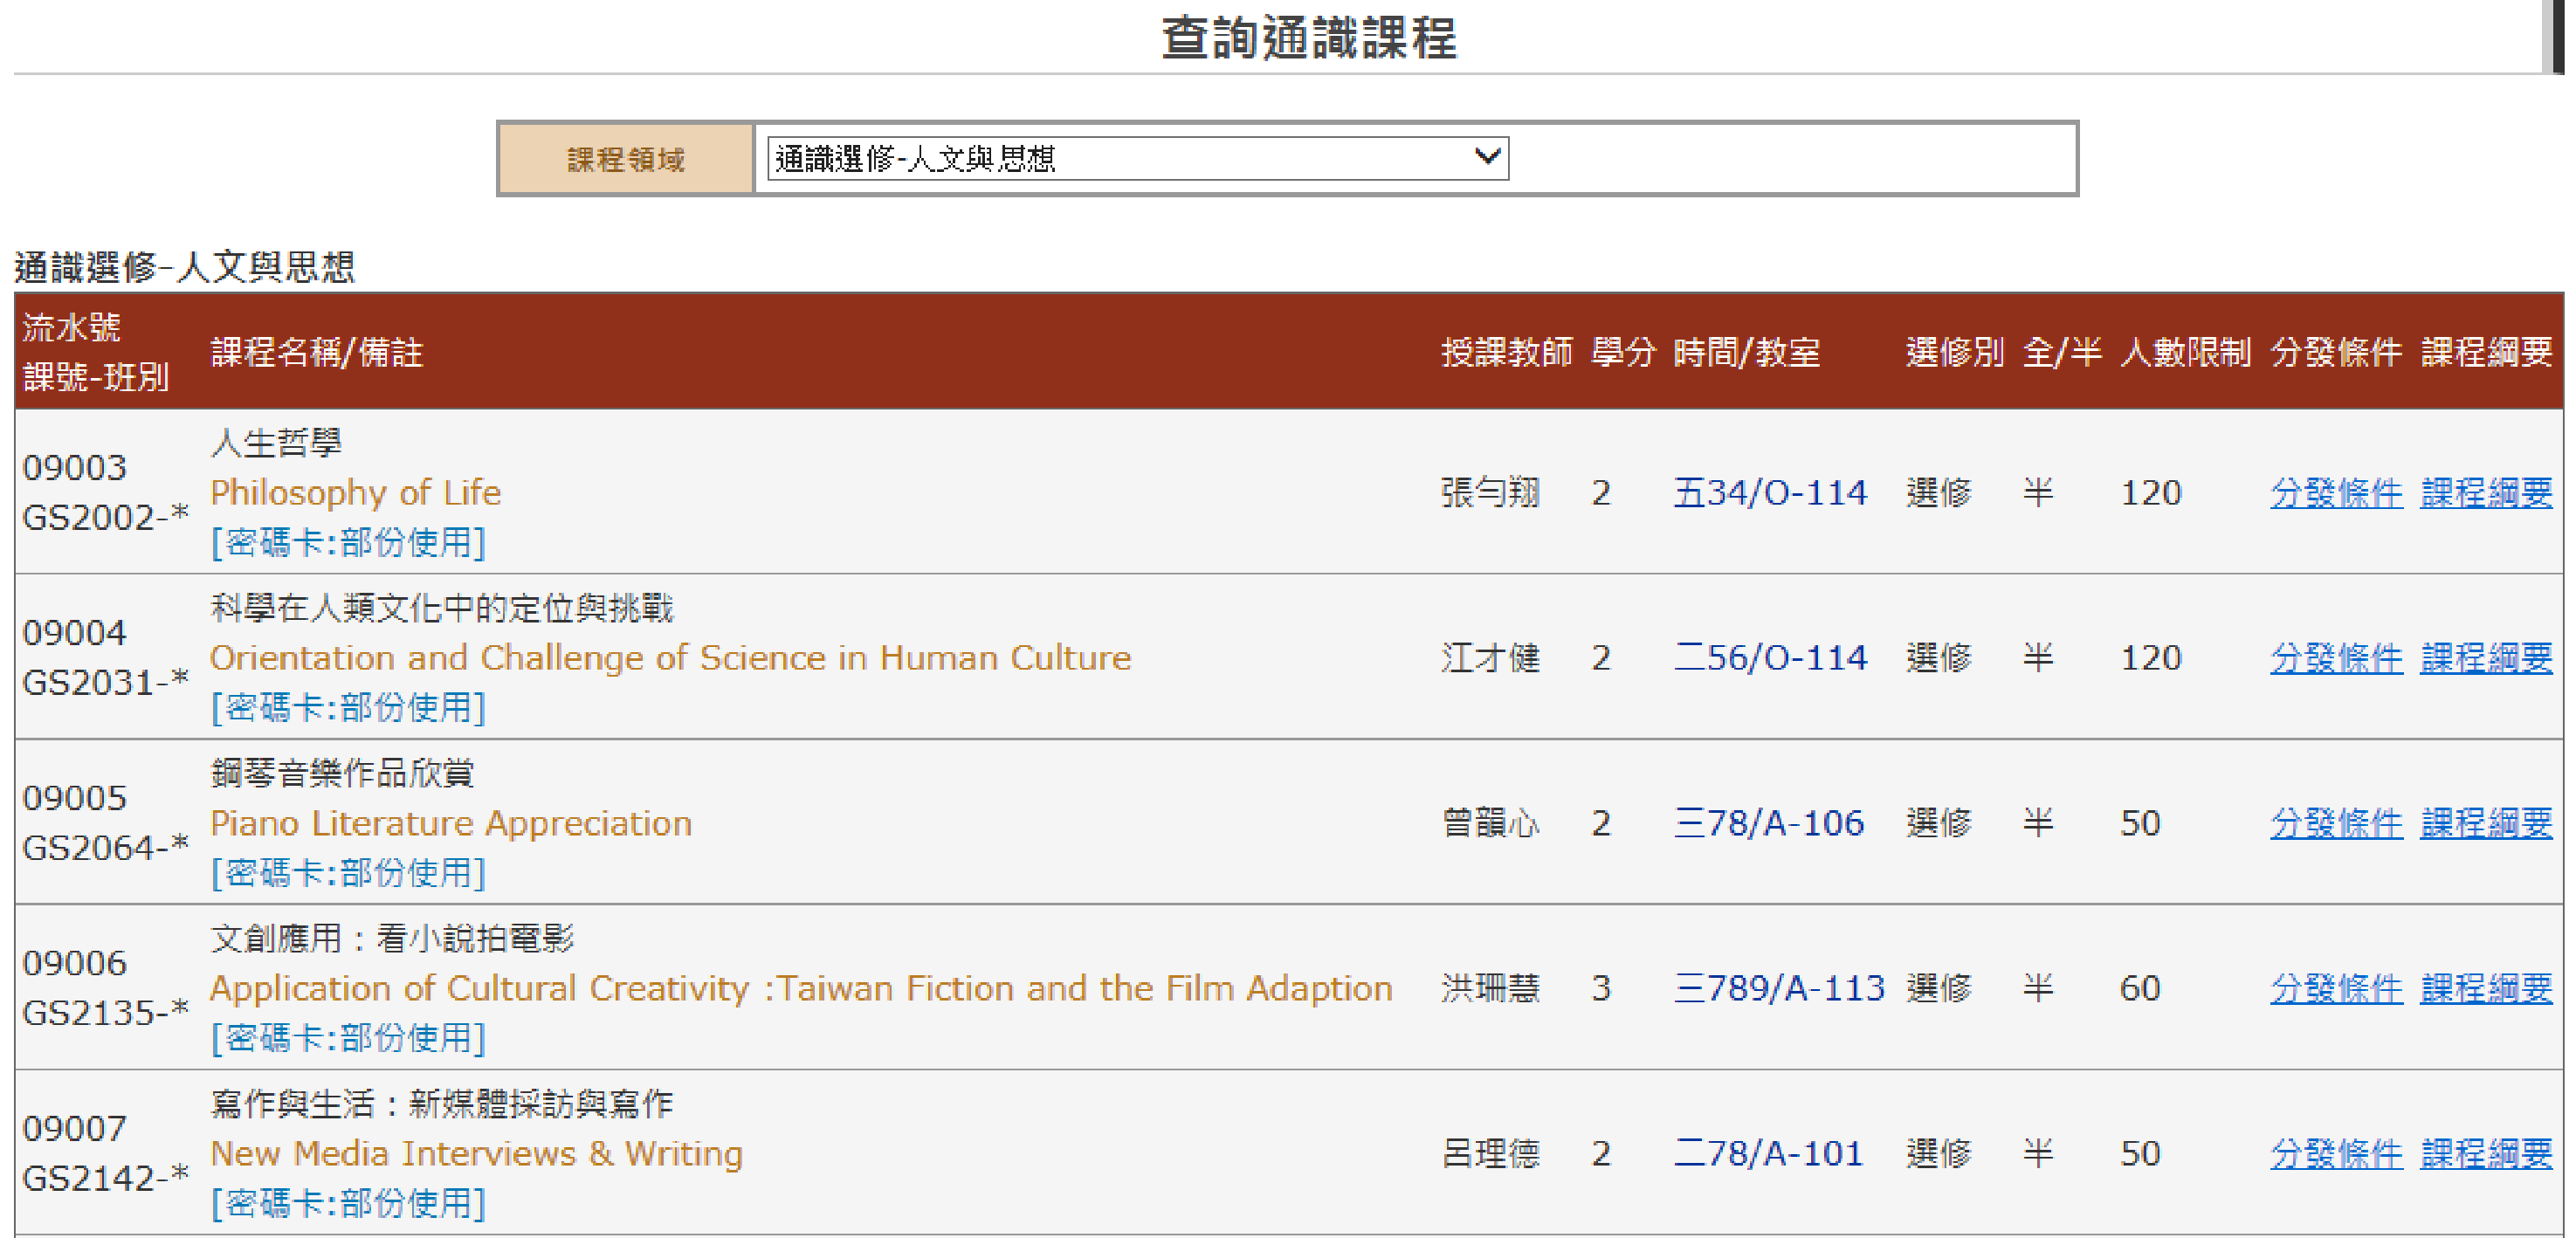 查詢通識課程
課程領域 通識選修-人文與思想
通識選修-人文與思想
流水號
課號-班別 課程名稱/備註 授課教師 學分 時間/教室 選修別 全/半 人數限制 分發條件 課程綱要
09003
GS2002-*
人生哲學
Philosophy of Life
[密碼卡:部份使用]
張勻翔 2 五34/O-114 選修 半 120 分發條件 課程綱要
09004
GS2031-*
科學在人類文化中的定位與挑戰
Orientation and Challenge of Science in Human Culture
[密碼卡:部份使用]
江才健 2 二56/O-114 選修 半 120 分發條件 課程綱要
09005
GS2064-*
鋼琴音樂作品欣賞
Piano Literature Appreciation
[密碼卡:部份使用]
曾韻心 2 三78/A-106 選修 半 50 分發條件 課程綱要
09006
GS2135-*
文創應用：看小說拍電影
Application of Cultural Creativity :Taiwan Fiction and the Film Adaption
[密碼卡:部份使用]
洪珊慧 3 三789/A-113 選修 半 60 分發條件 課程綱要
09007
GS2142-*
寫作與生活：新媒體採訪與寫作
New Media Interviews & Writing
[密碼卡:部份使用]
呂理德 2 二78/A-101 選修 半 50 分發條件 課程綱要